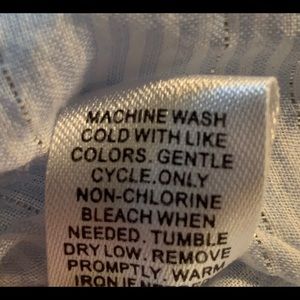 MACHINE WASH
COLD WITH LIKE
COLORS. GENTLE
CYCLE.ONLY
NON-CHLORINE
BLEACH WHEN
NEEDED. TUMBLE
DRY LOW. REMOVE
PROMPTLY. WARM
IRON